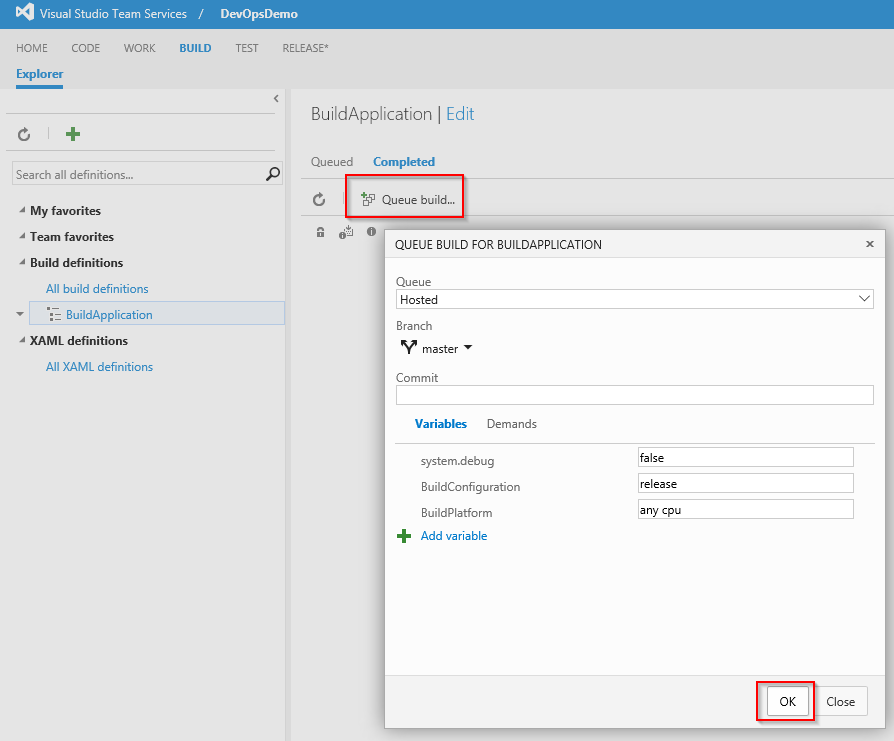 Visual Studio Team Services / DevOpsDemo
HOME CODE WORK BUILD TEST RELEASE*
Explorer
Search all definitions...
My favorites
Team favorites
Build definitions
All build definitions
BuildApplication
XAML definitions
All XAML definitions
BuildApplication | Edit
Queued Completed
Queue build...
QUEUE BUILD FOR BUILDAPPLICATION
Queue
Hosted
Branch
master
Commit
Variables Demands
system.debug false
BuildConfiguration release
BuildPlatform any cpu
Add variable
OK Close